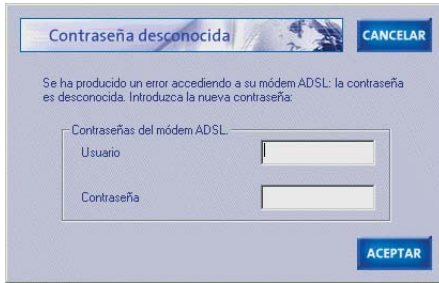 Contraseña desconocida
CANCELAR
Se ha producido un error accediendo a su módem ADSL: la contraseña
es desconocida. Introduzca la nueva contraseña:
Contraseñas del módem ADSL.
Usuario
Contraseña
ACEPTAR